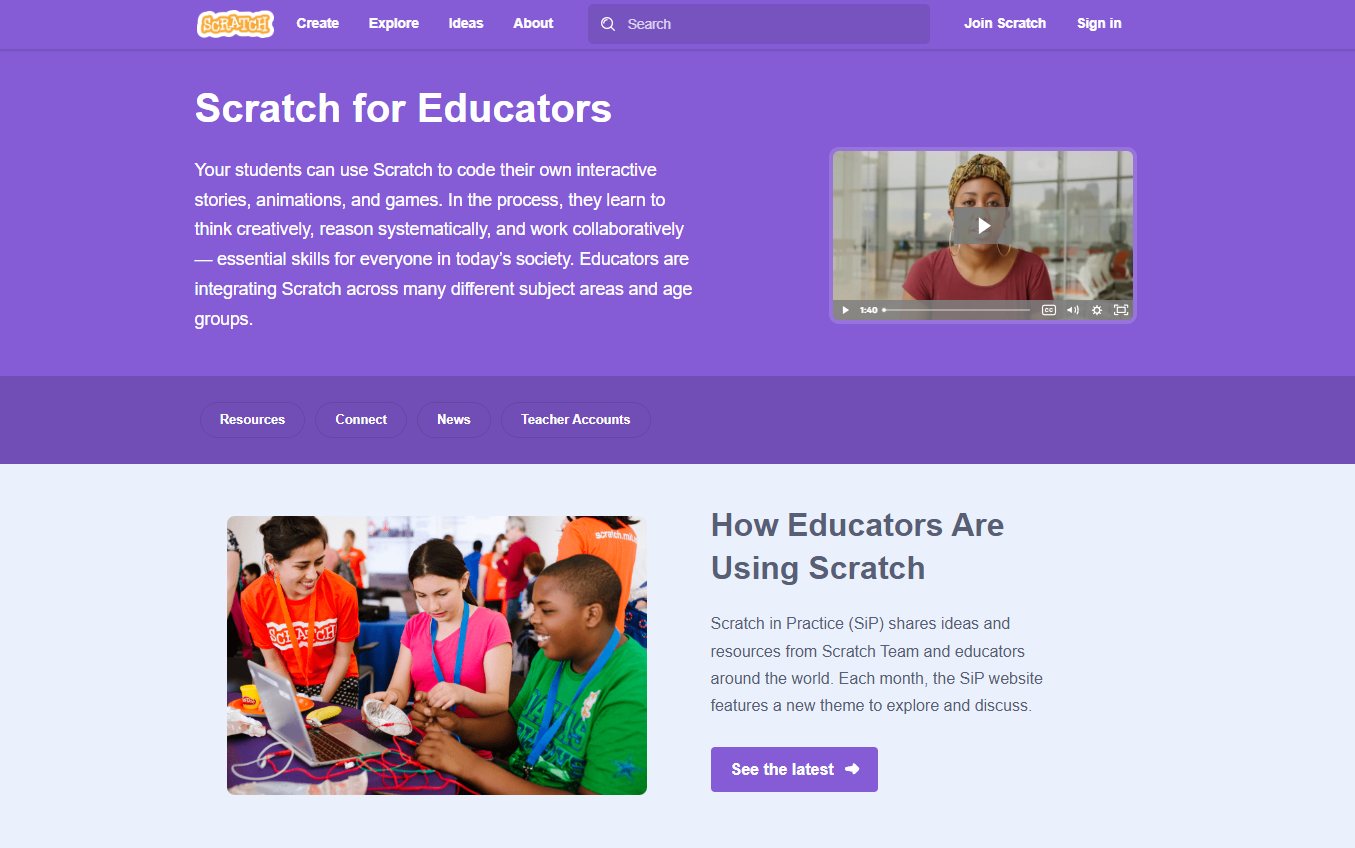 SCRATCH
Create
Explore
Ideas
About
Search
Join Scratch
Sign in
Scratch for Educators
Your students can use Scratch to code their own interactive
stories, animations, and games. In the process, they learn to
think creatively, reason systematically, and work collaboratively
— essential skills for everyone in today’s society. Educators are
integrating Scratch across many different subject areas and age
groups.
1:40
CC
Resources
Connect
News
Teacher Accounts
scratch.mit
SCRATCH
How Educators Are
Using Scratch
Scratch in Practice (SiP) shares ideas and
resources from Scratch Team and educators
around the world. Each month, the SiP website
features a new theme to explore and discuss.
See the latest